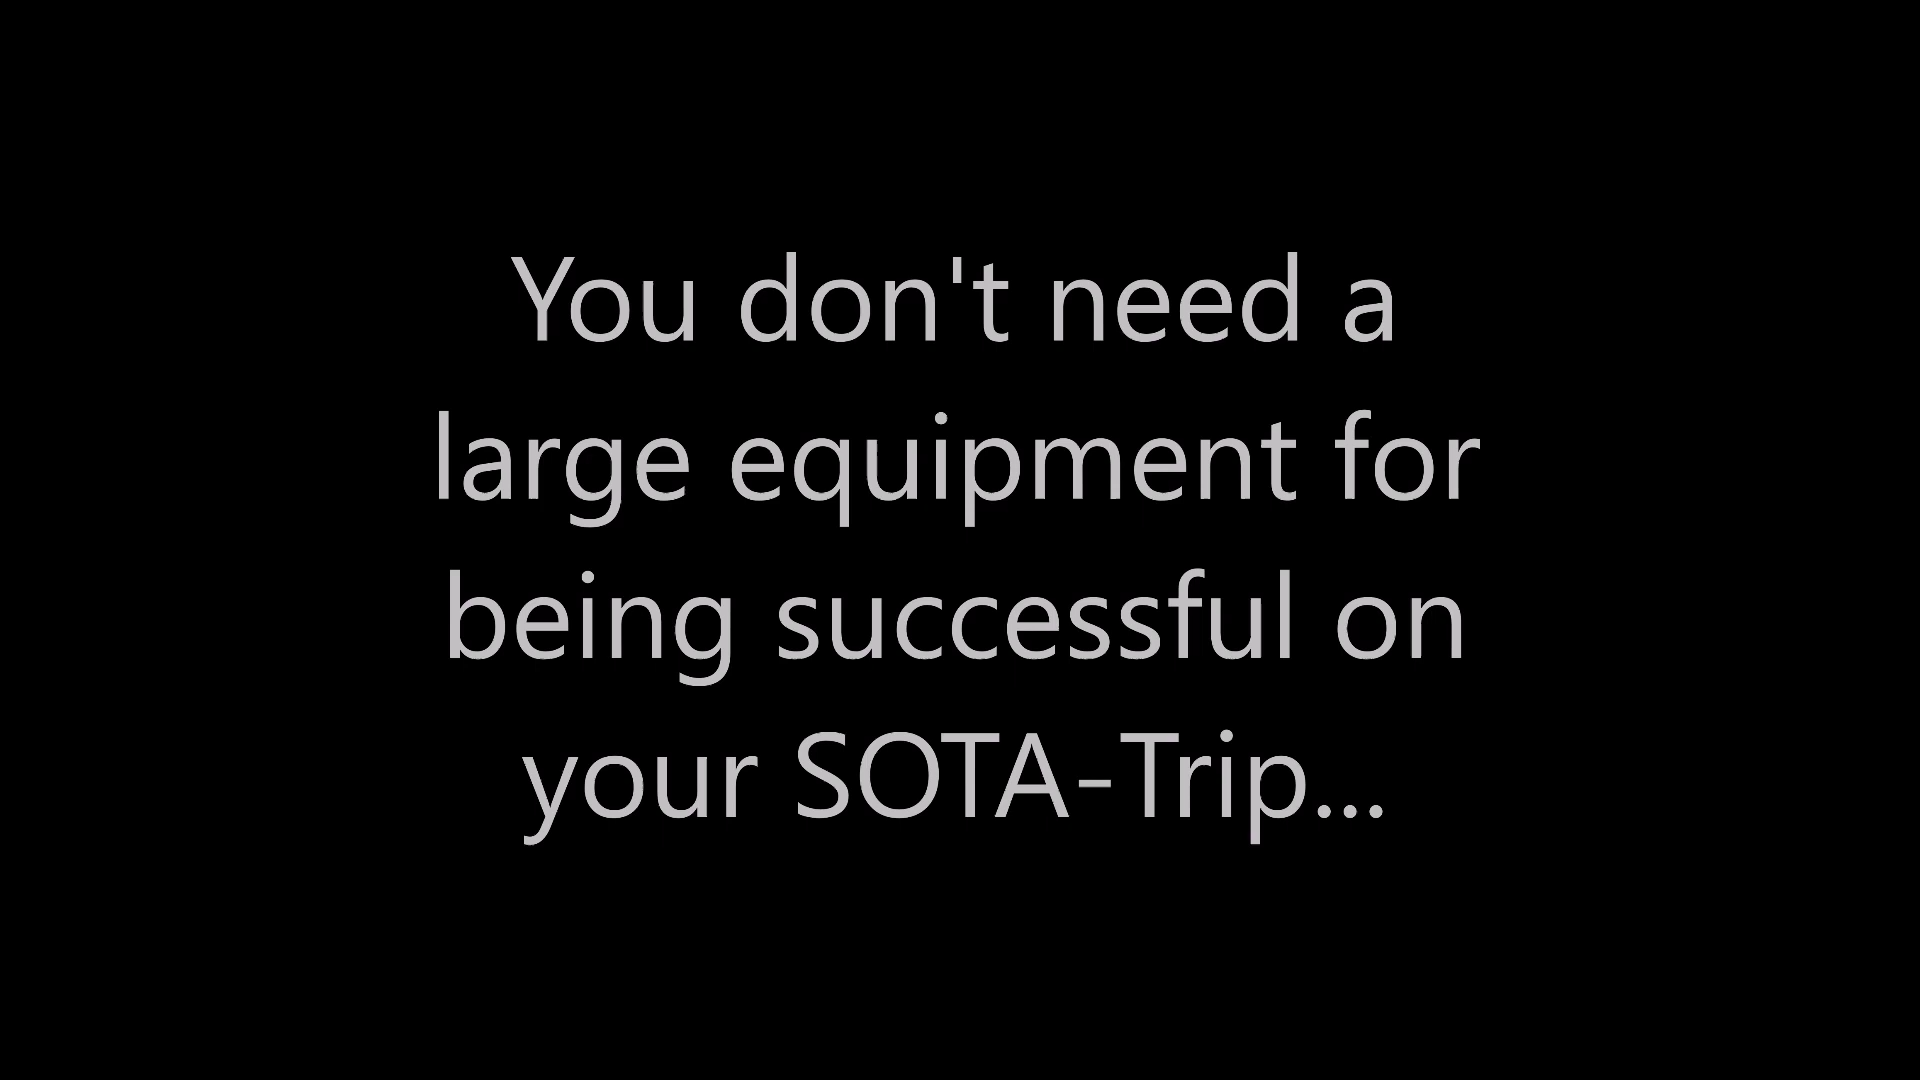 You don't need a
large equipment for
being successful on
your SOTA-Trip...